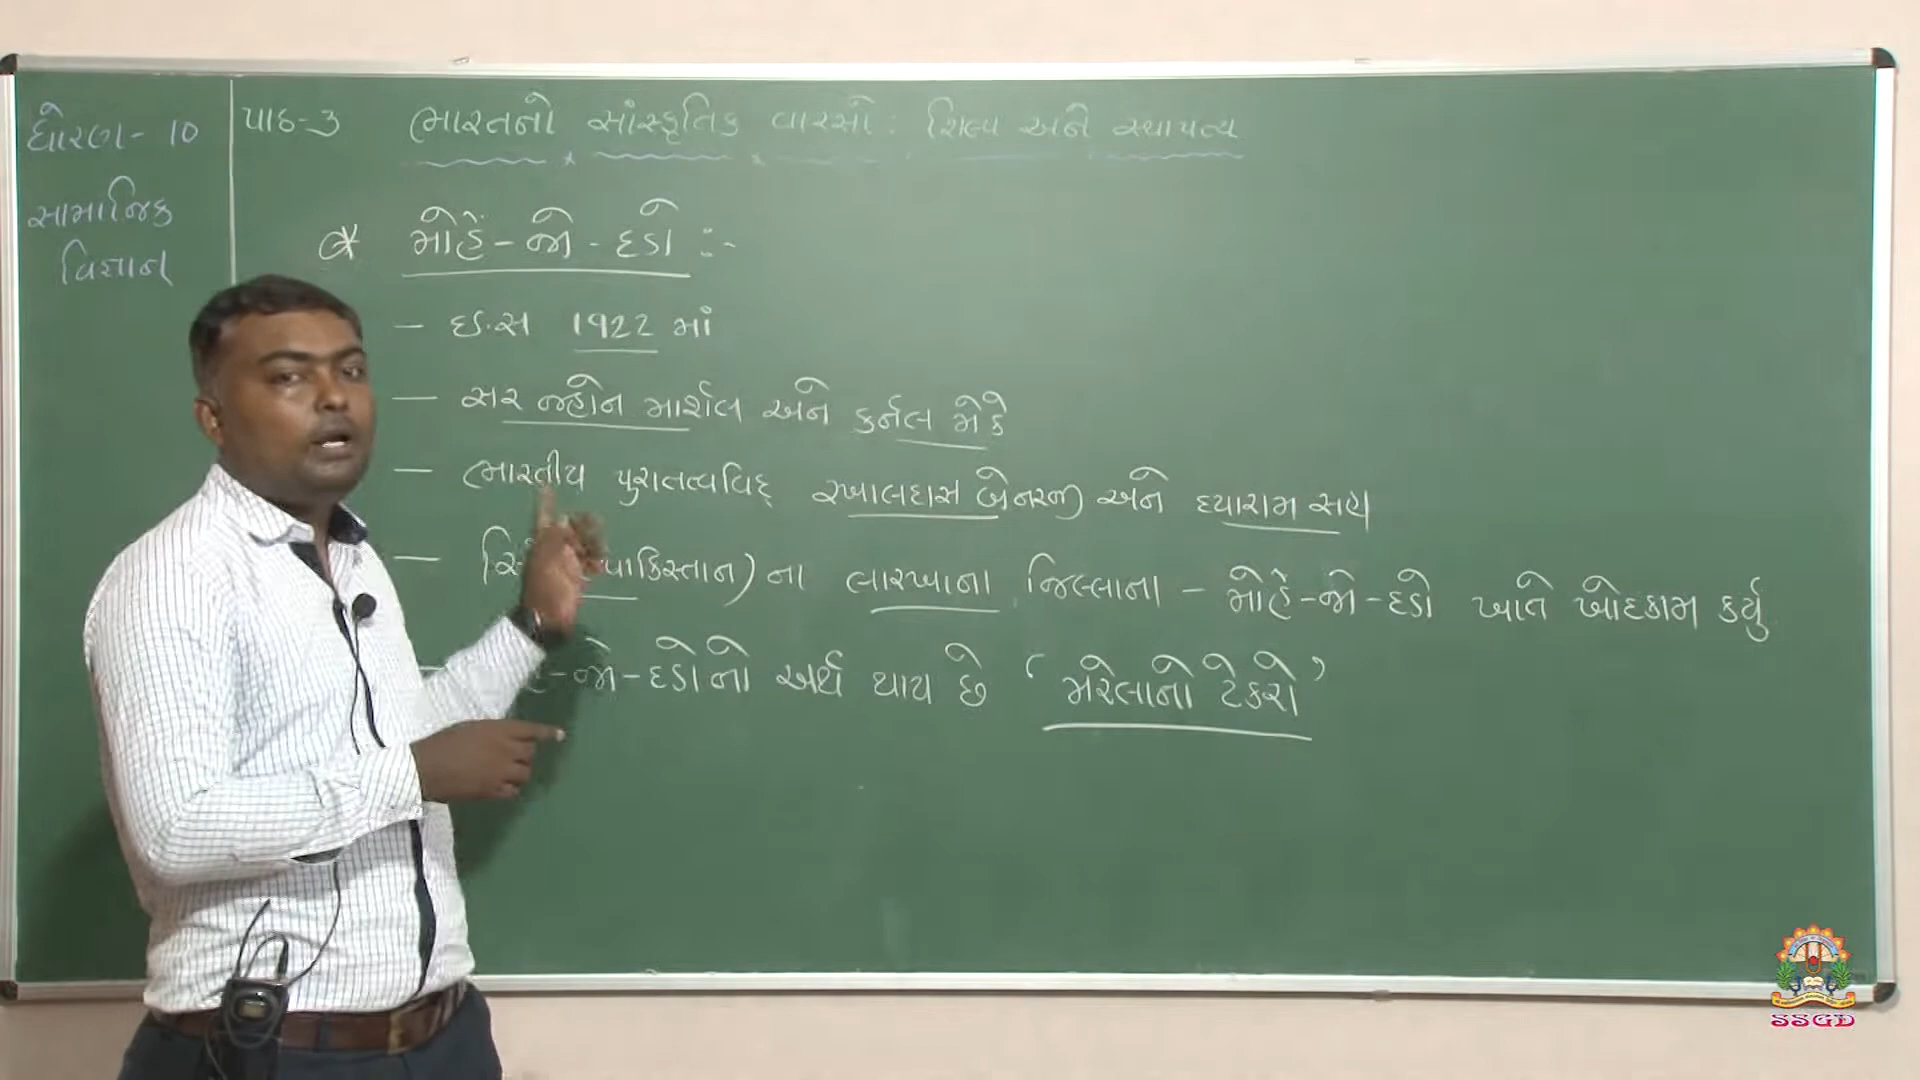 ધોરણ - 10
સામાજિક
વિજ્ઞાન
પાઠ-3 ભારતનો સાંસ્કૃતિક વારસો : શિલ્પ અને સ્થાપત્ય
મોહેં - જો - દડો :-
- ઇ.સ 1922 માં
- સર જ્હોન માર્શલ અને કર્નલ મેકે
- ભારતીય પુરાતત્વવિદ્ રખાલદાસ બેનરજી અને દયારામ સહા
- પાકિસ્તાન) ના લારખાના જિલ્લાના - મોહેં-જો-દડો ખાતે ખોદકામ કર્યુ
-જો-દડોનો અર્થ થાય છે ‘મરેલાનો ટેકરો’
SSGD